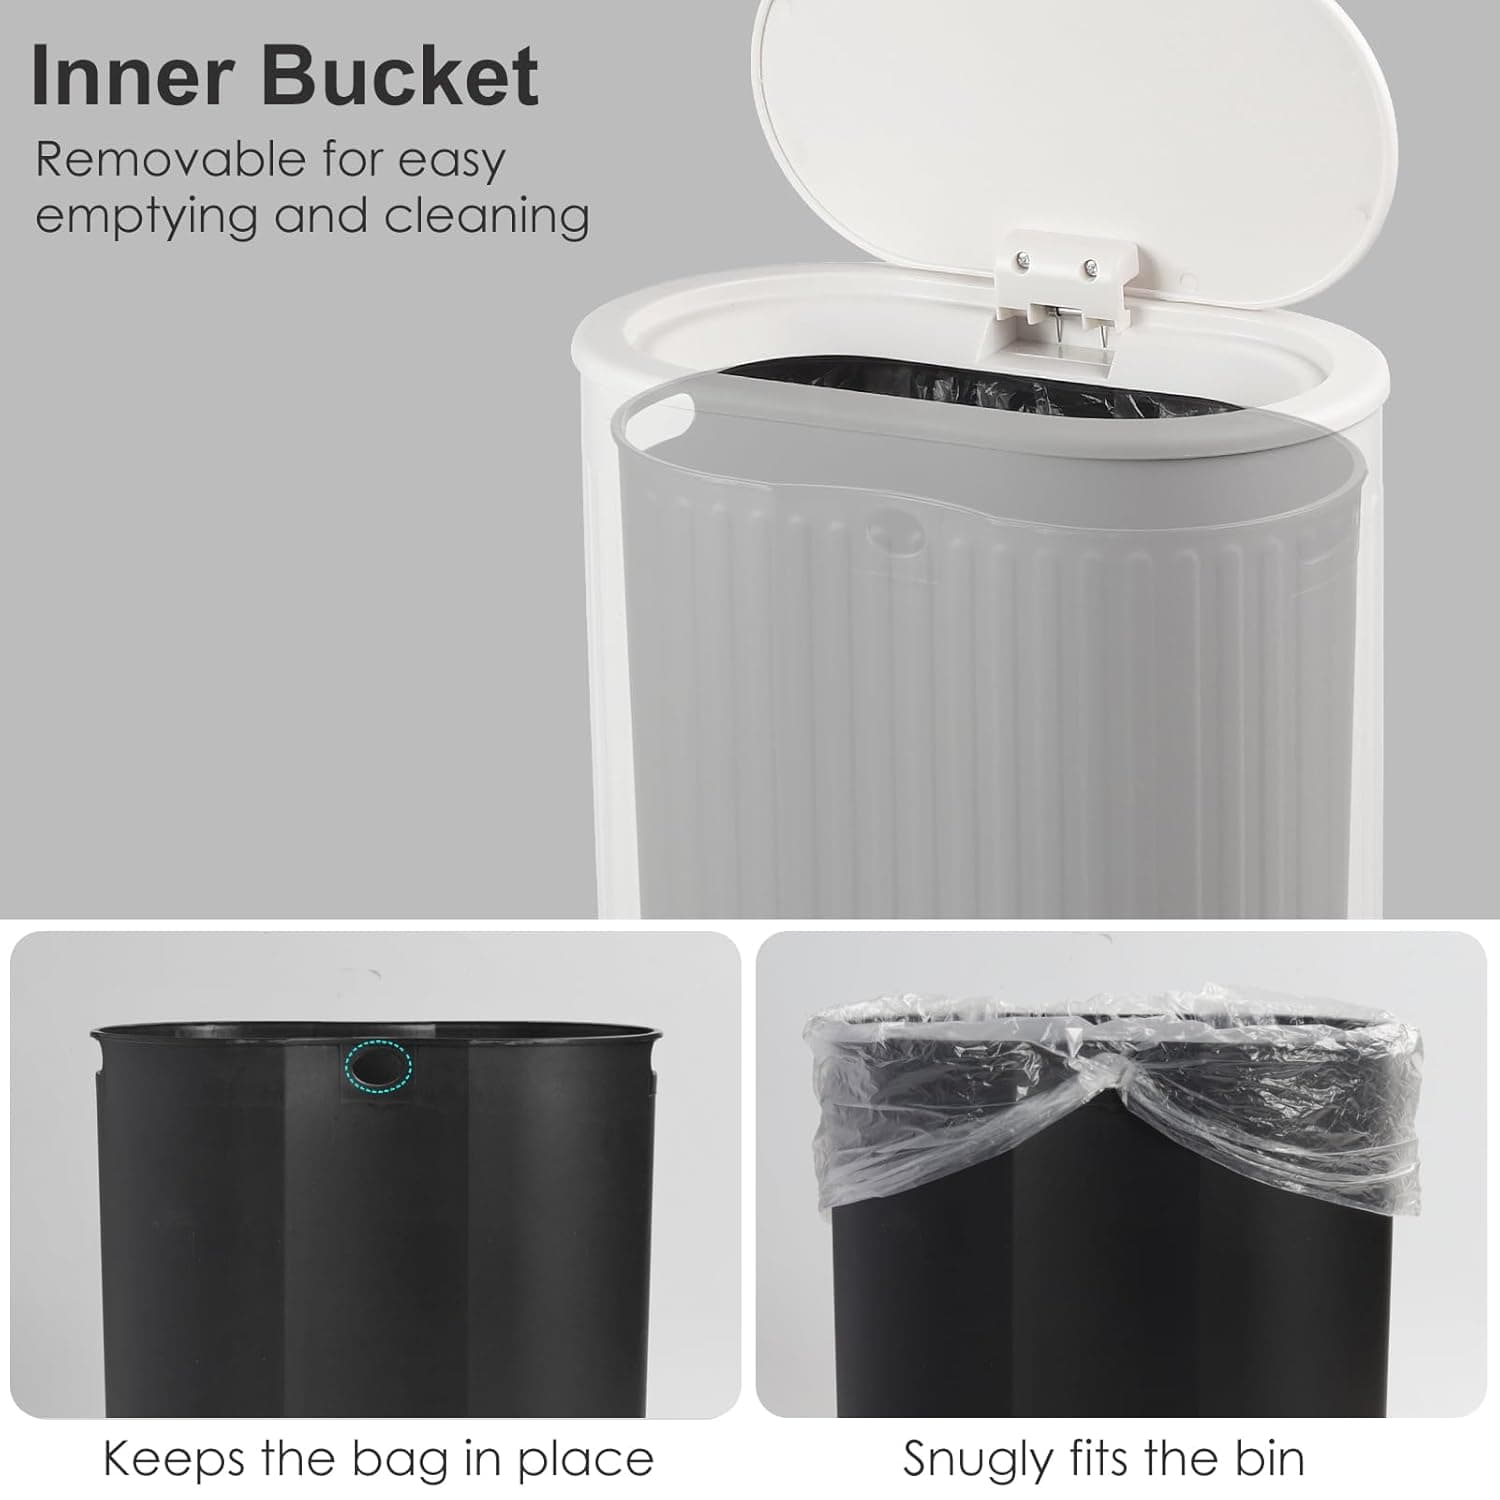 Inner Bucket
Removable for easy
emptying and cleaning
Keeps the bag in place
Snugly fits the bin